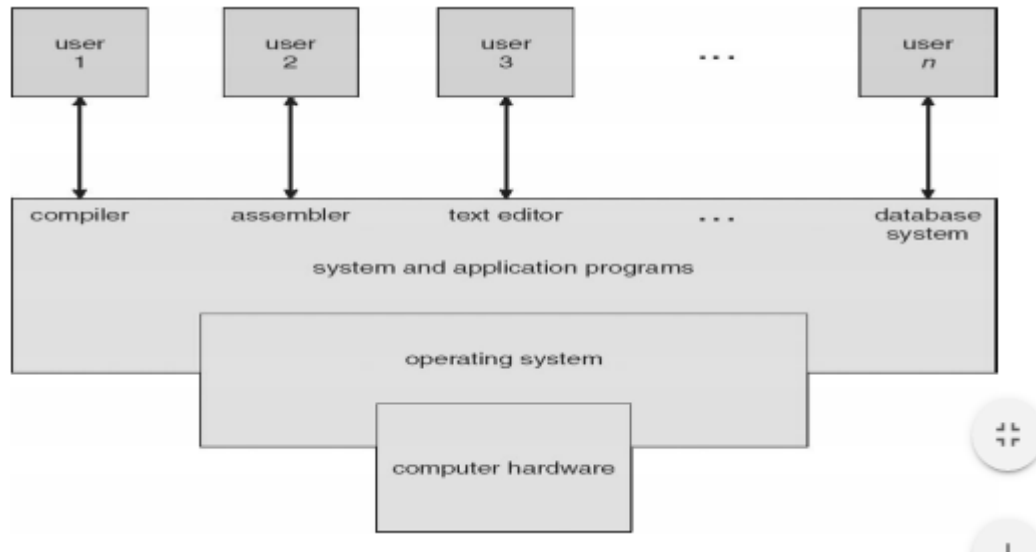 user
1
user
2
user
3
...
user
n
compiler
assembler
text editor
...
database
system
system and application programs
operating system
computer hardware